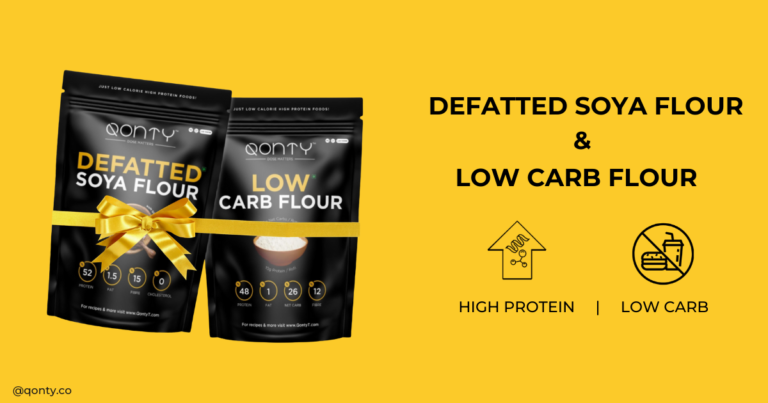 JUST LOW CALORIE HIGH PROTEIN FOODS!
QONTY™
DEFATTED
SOYA FLOUR
52
1.5
15
0
PROTEIN
FAT
FIBRE
CHOLESTEROL
For recipes & more visit www.QontyT.com
JUST LOW CALORIE HIGH PROTEIN FOODS!
QONTY™
LOW
CARB FLOUR
48
1
26
12
PROTEIN
FAT
NET CARB
FIBER
For recipes & more visit www.QontyT.com
DEFATTED SOYA FLOUR
&
LOW CARB FLOUR
HIGH PROTEIN | LOW CARB
@qonty.co